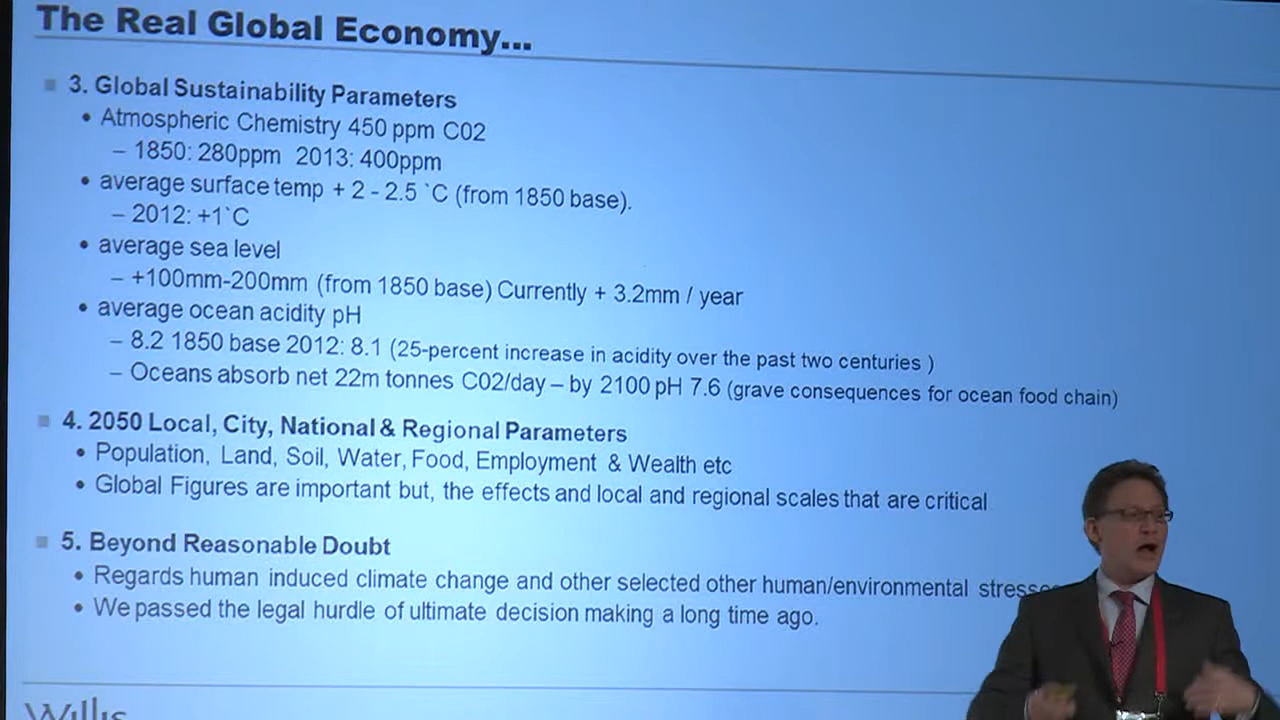 The Real Global Economy...
3. Global Sustainability Parameters
• Atmospheric Chemistry 450 ppm C02
– 1850: 280ppm 2013: 400ppm
• average surface temp + 2 - 2.5 `C (from 1850 base).
– 2012: +1`C
• average sea level
– +100mm-200mm (from 1850 base) Currently + 3.2mm / year
• average ocean acidity pH
– 8.2 1850 base 2012: 8.1 (25-percent increase in acidity over the past two centuries )
– Oceans absorb net 22m tonnes C02/day – by 2100 pH 7.6 (grave consequences for ocean food chain)
4. 2050 Local, City, National & Regional Parameters
• Population, Land, Soil, Water, Food, Employment & Wealth etc
• Global Figures are important but, the effects and local and regional scales that are critical
5. Beyond Reasonable Doubt
• Regards human induced climate change and other selected other human/environmental
• We passed the legal hurdle of ultimate decision making a long time ago.
Willis